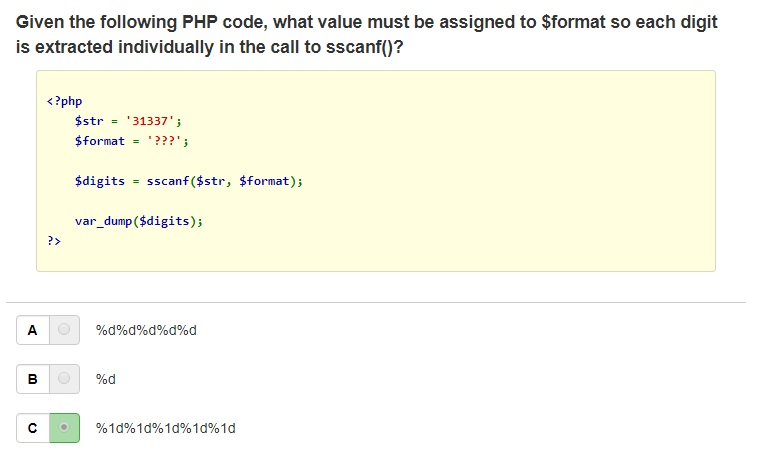 Given the following PHP code, what value must be assigned to $format so each digit
is extracted individually in the call to sscanf()?
<?php
$str = '31337';
$format = '???';
$digits = sscanf($str, $format);
var_dump($digits);
?>
A %d%d%d%d%d
B %d
C %1d%1d%1d%1d%1d